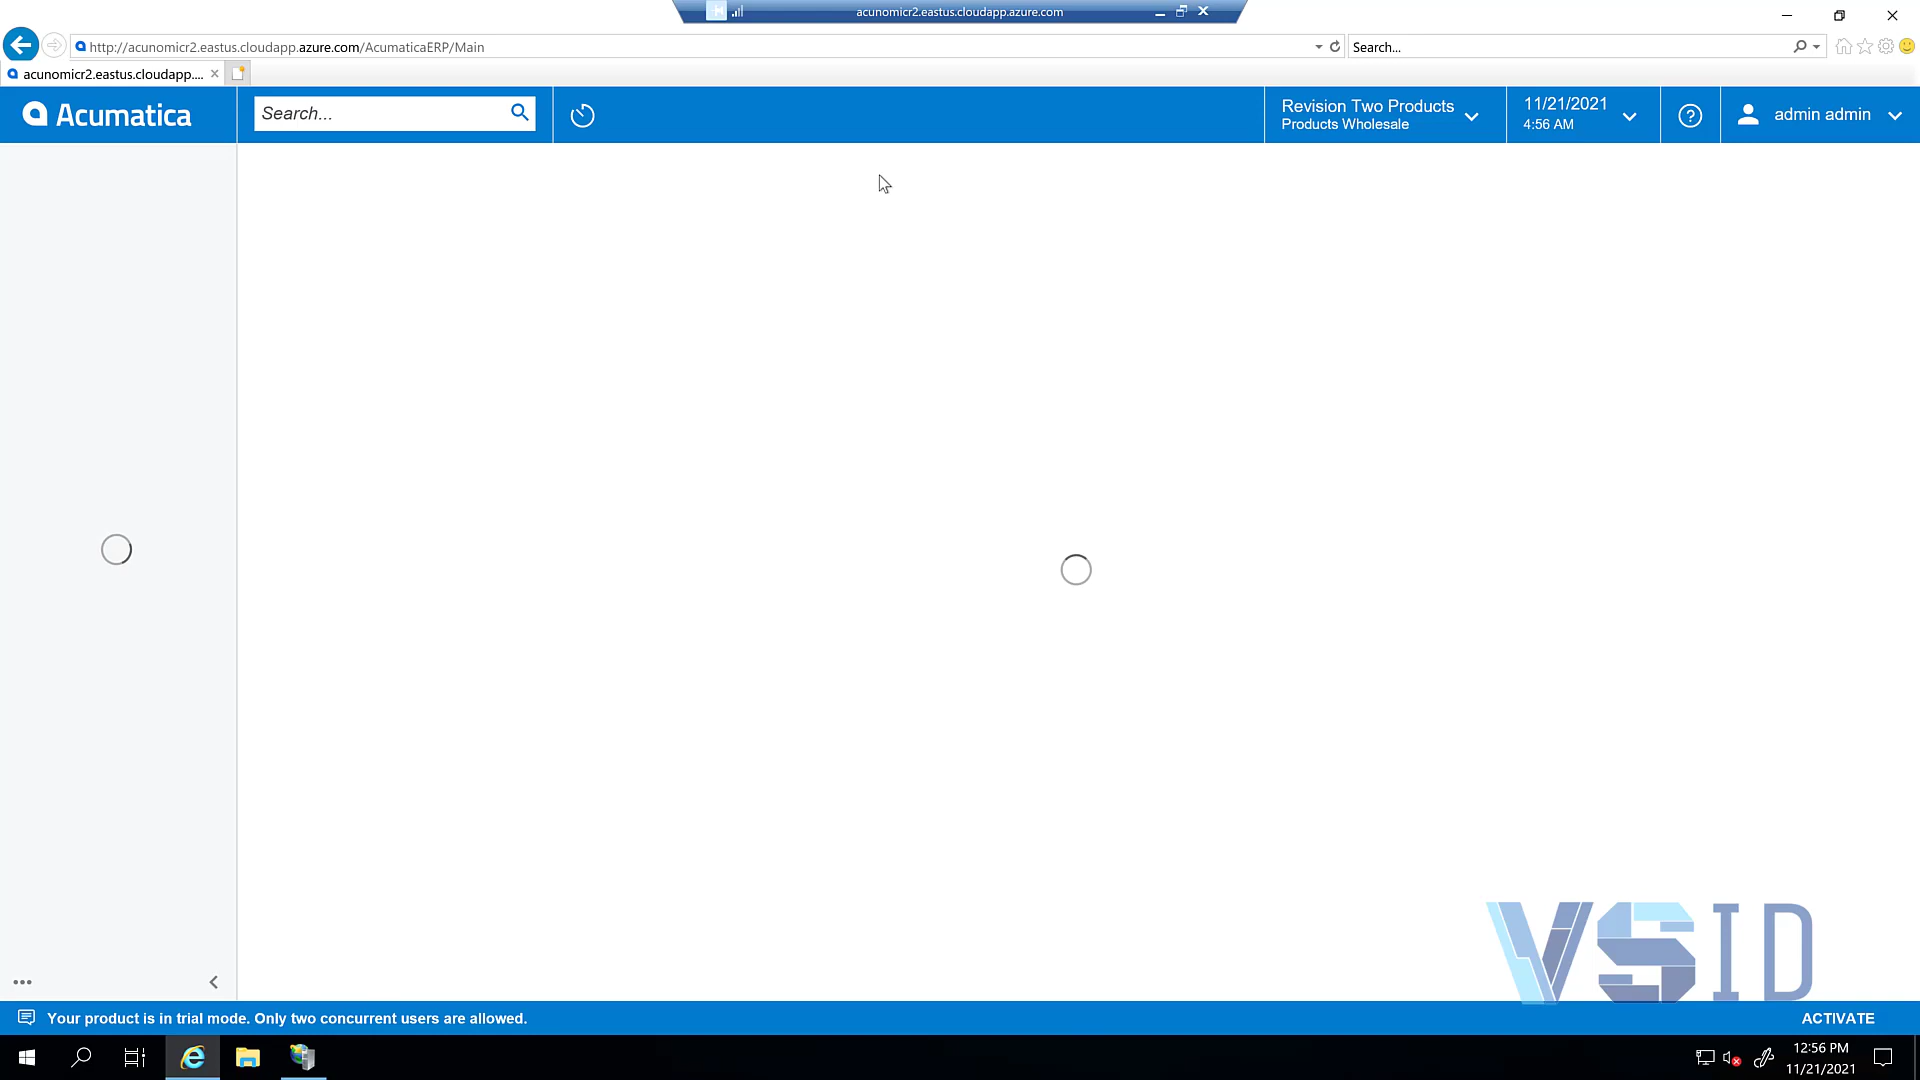 acunomicr2.eastus.cloudapp.azure.com
http://acunomicr2.eastus.cloudapp.azure.com/AcumaticaERP/Main
Search...
acunomicr2.eastus.cloudapp....
Acumatica
Search...
Revision Two Products
Products Wholesale
11/21/2021
4:56 AM
admin admin
VSID
Your product is in trial mode. Only two concurrent users are allowed.
ACTIVATE
12:56 PM
11/21/2021